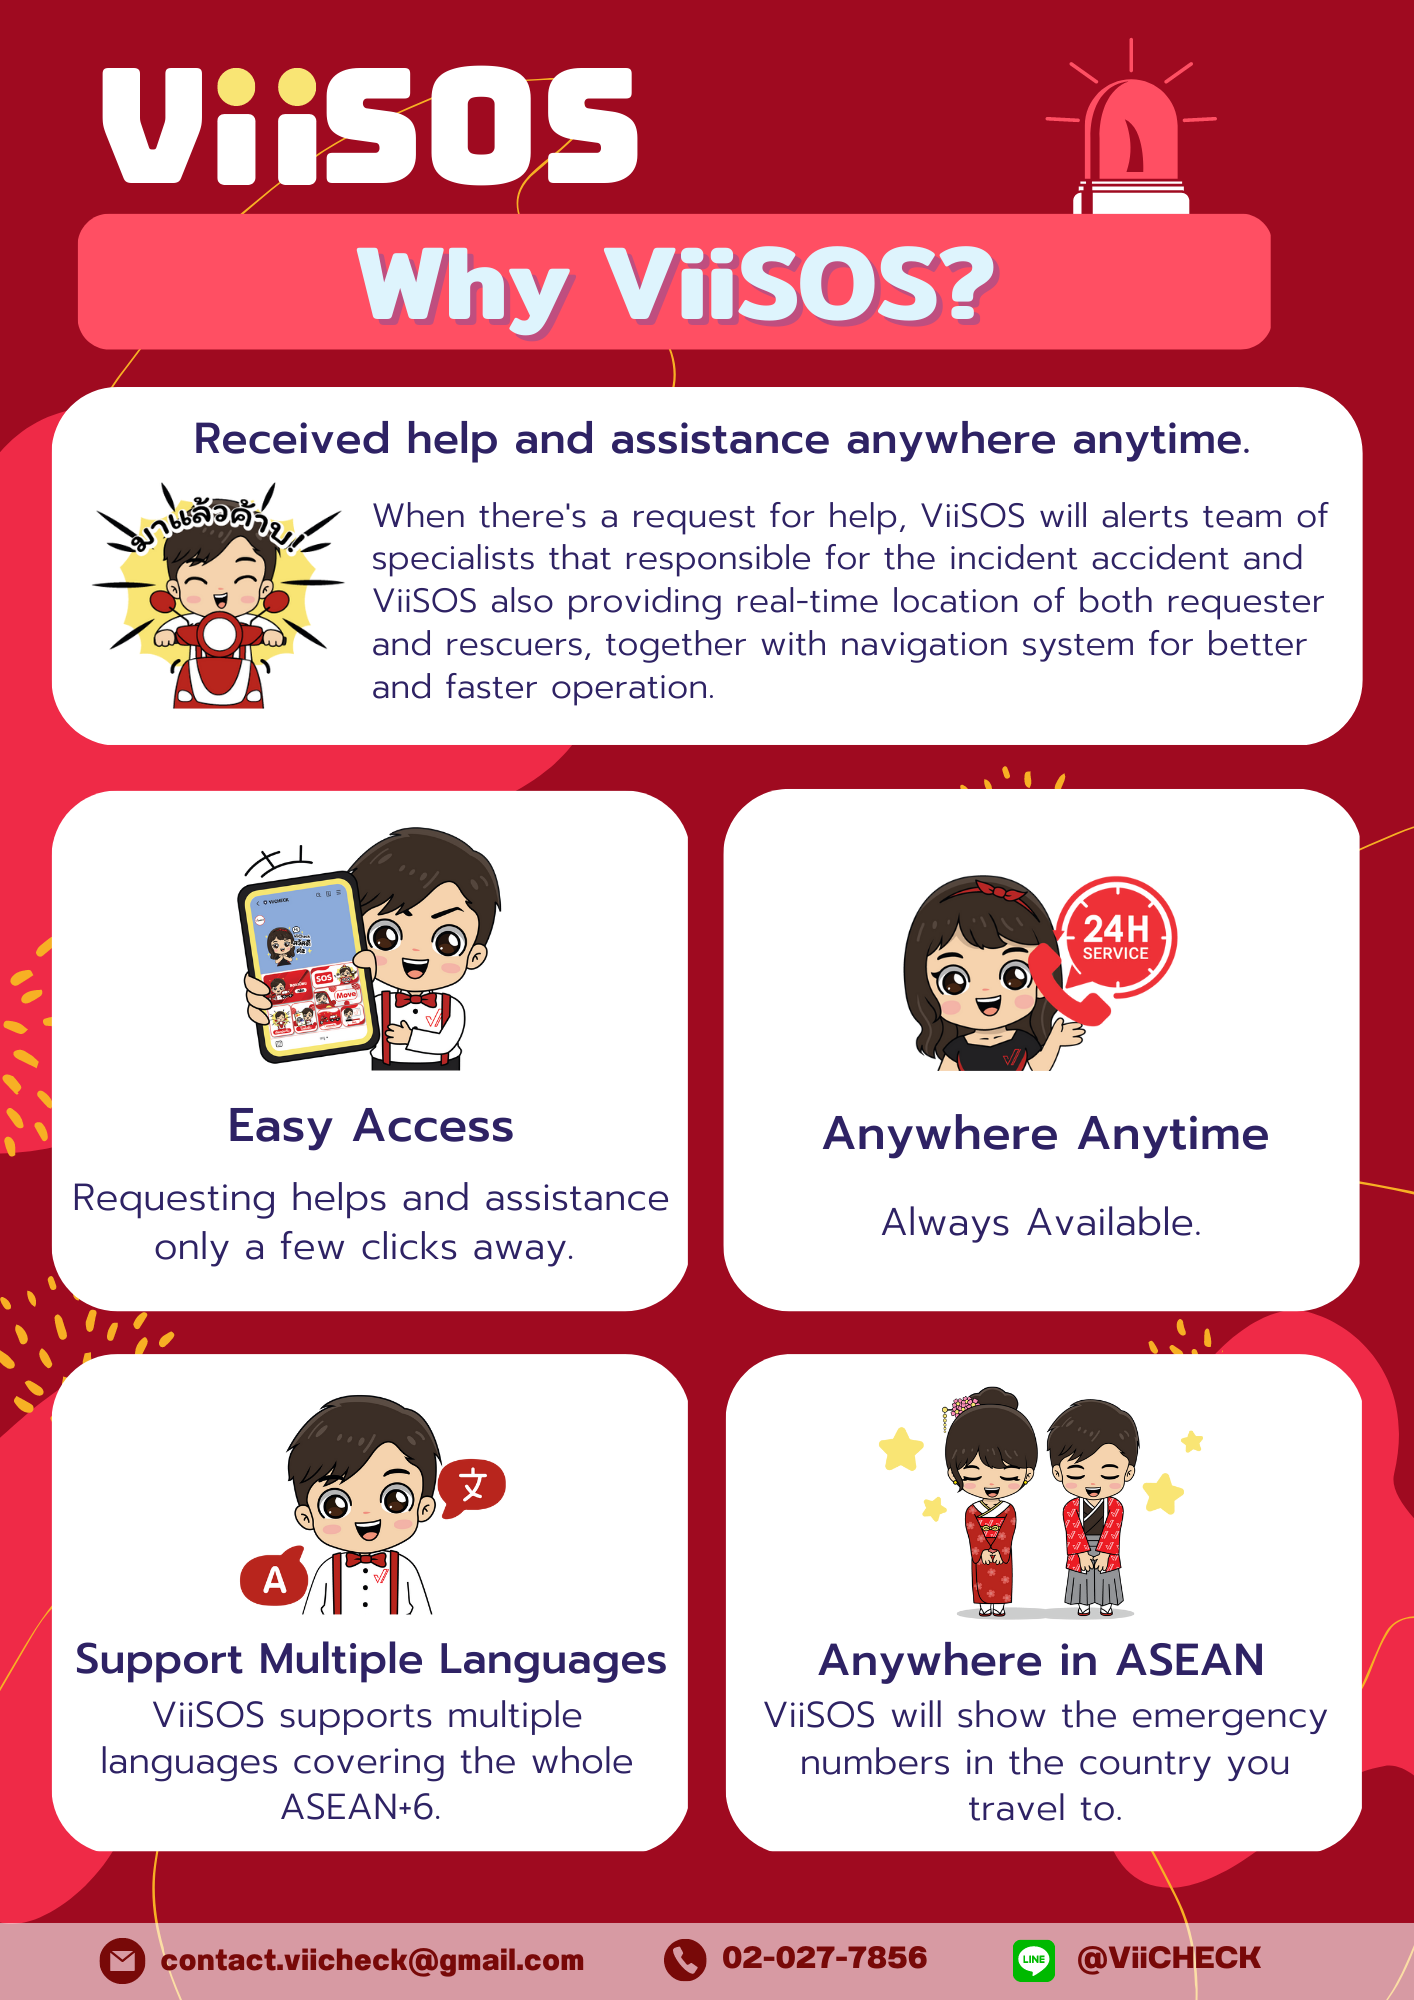 ViiSOS
Why ViiSOS?
Received help and assistance anywhere anytime.
มาแล้วค้าบ!
When there's a request for help, ViiSOS will alerts team of
specialists that responsible for the incident accident and
ViiSOS also providing real-time location of both requester
and rescuers, together with navigation system for better
and faster operation.
ViiCHECK
SOS
Move
24H
SERVICE
Easy Access
Requesting helps and assistance
only a few clicks away.
Anywhere Anytime
Always Available.
文
A
Support Multiple Languages
ViiSOS supports multiple
languages covering the whole
ASEAN+6.
Anywhere in ASEAN
ViiSOS will show the emergency
numbers in the country you
travel to.
contact.viicheck@gmail.com
02-027-7856
LINE
@ViiCHECK